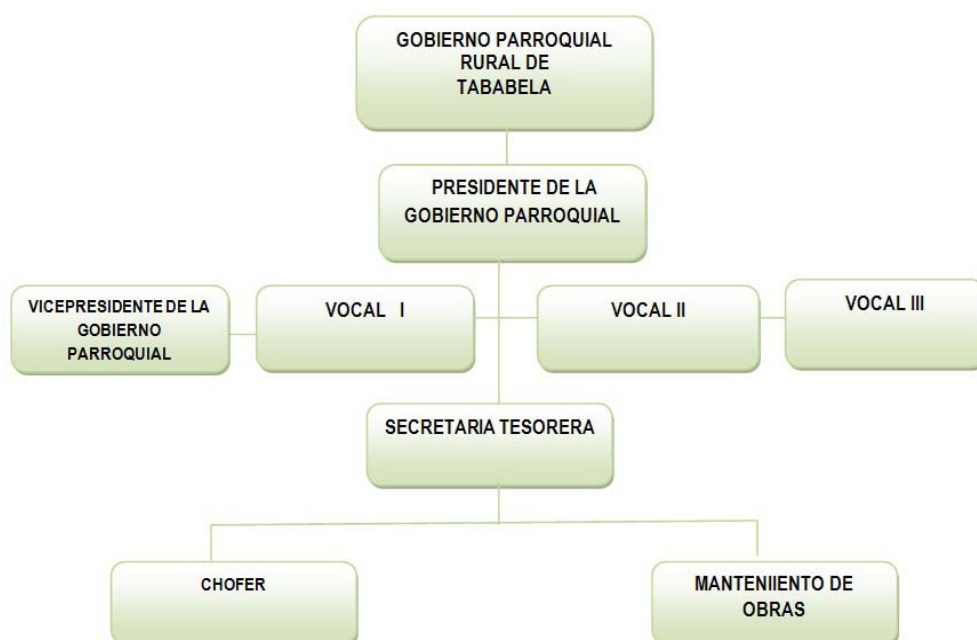 GOBIERNO PARROQUIAL
RURAL DE
TABABELA
PRESIDENTE DE LA
GOBIERNO PARROQUIAL
VICEPRESIDENTE DE LA
GOBIERNO
PARROQUIAL
VOCAL I
VOCAL II
VOCAL III
SECRETARIA TESORERA
CHOFER
MANTENIIENTO DE
OBRAS